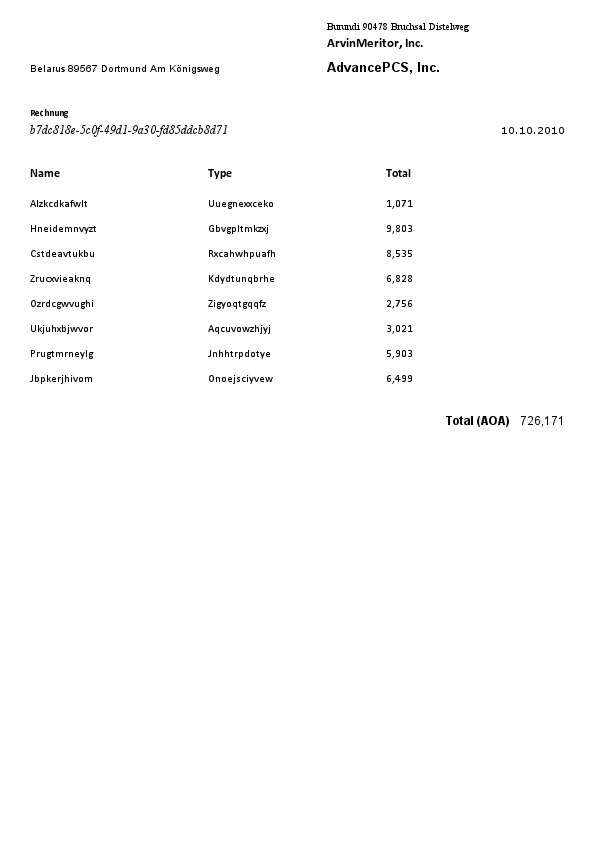 Burundi 90478 Bruchsal Distelweg
ArvinMeritor, Inc.
Belarus 89567 Dortmund Am Königsweg
AdvancePCS, Inc.
Rechnung
b7dc818e-5c0f-49d1-9a30-fd85ddcb8d71 10.10.2010
Name Type Total
Alzkcdkafwlt Uuegnexxceko 1,071
Hneidemnvyzt Gbvgpltmkzxj 9,803
Cstdeavtukbu Rxcahwhpuafh 8,535
Zrucxvieaknq Kdydtunqbrhe 6,828
Ozrdcgwvughi Zigyoqtgqqfz 2,756
Ukjuhxbjwvor Aqcuvowzhjyj 3,021
Prugtmrneylg Jnhhtrpdotye 5,903
Jbpkerjhivom Onoejsciyvew 6,499
Total (AOA) 726,171